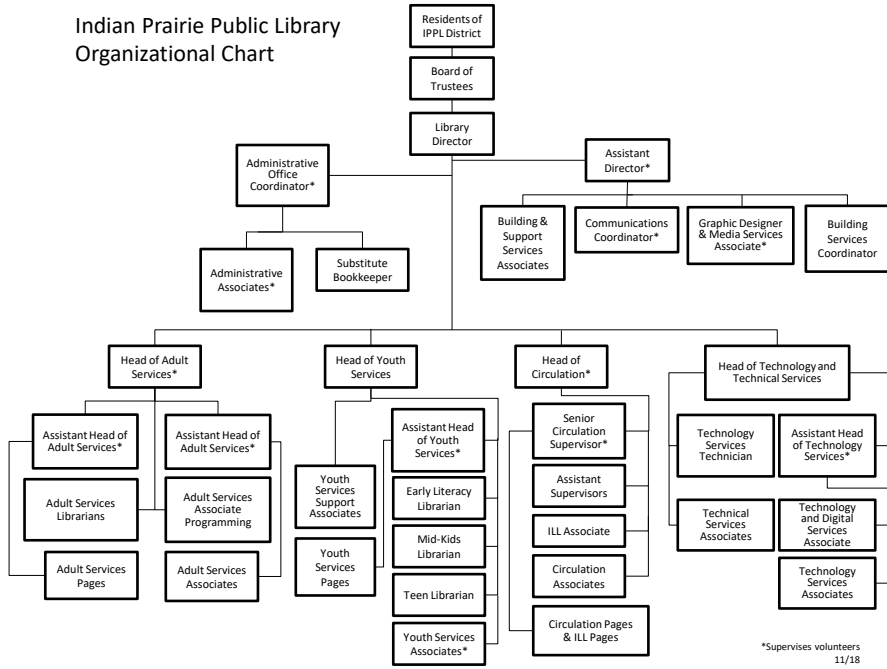 Indian Prairie Public Library
Organizational Chart
Residents of
IPPL District
Board of
Trustees
Library
Director
Administrative
Office
Coordinator*
Assistant
Director*
Administrative
Associates*
Substitute
Bookkeeper
Building &
Support
Services
Associates
Communications
Coordinator*
Graphic Designer
& Media Services
Associate*
Building
Services
Coordinator
Head of Adult
Services*
Head of Youth
Services
Head of
Circulation*
Head of Technology and
Technical Services
Assistant Head of
Adult Services*
Assistant Head of
Adult Services*
Adult Services
Librarians
Adult Services
Associate
Programming
Adult Services
Pages
Adult Services
Associates
Youth
Services
Support
Associates
Youth
Services
Pages
Assistant Head
of Youth
Services*
Early Literacy
Librarian
Mid-Kids
Librarian
Teen Librarian
Youth Services
Associates*
Senior
Circulation
Supervisor*
Assistant
Supervisors
ILL Associate
Circulation
Associates
Circulation Pages
& ILL Pages
Technology
Services
Technician
Assistant Head
of Technology
Services*
Technical
Services
Associates
Technology
and Digital
Services
Associate
Technology
Services
Associates
*Supervises volunteers
11/18